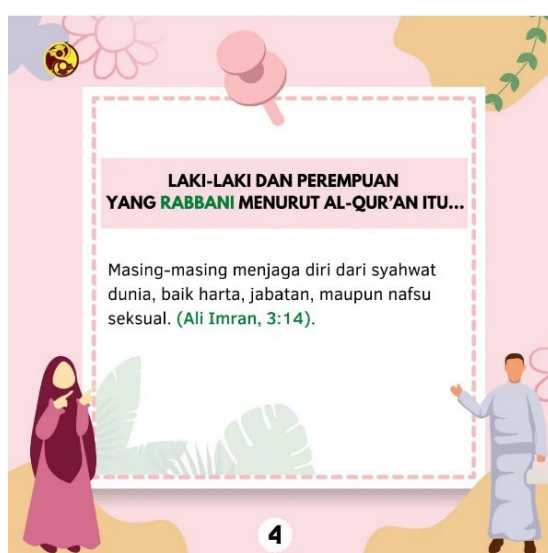 LAKI-LAKI DAN PEREMPUAN
YANG RABBANI MENURUT AL-QUR'AN ITU...
Masing-masing menjaga diri dari syahwat
dunia, baik harta, jabatan, maupun nafsu
seksual. (Ali Imran, 3:14).
4